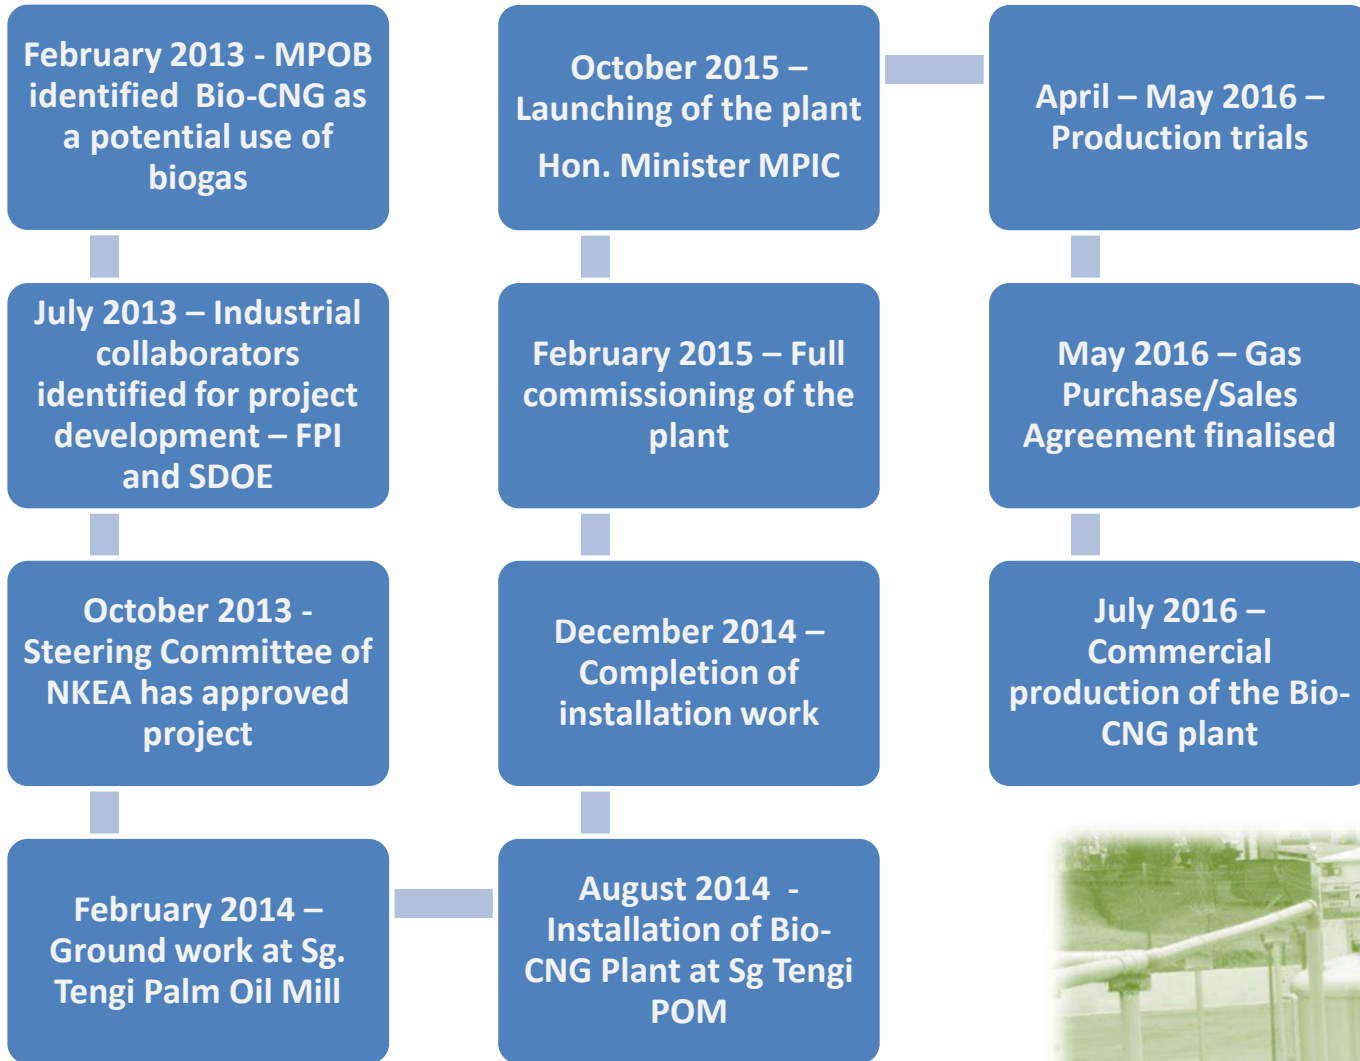 February 2013 - MPOB
identified Bio-CNG as
a potential use of
biogas
July 2013 – Industrial
collaborators
identified for project
development – FPI
and SDOE
October 2013 -
Steering Committee of
NKEA has approved
project
February 2014 –
Ground work at Sg.
Tengi Palm Oil Mill
August 2014 -
Installation of Bio-
CNG Plant at Sg Tengi
POM
December 2014 –
Completion of
installation work
February 2015 – Full
commissioning of the
plant
October 2015 –
Launching of the plant
Hon. Minister MPIC
April – May 2016 –
Production trials
May 2016 – Gas
Purchase/Sales
Agreement finalised
July 2016 –
Commercial
production of the Bio-
CNG plant